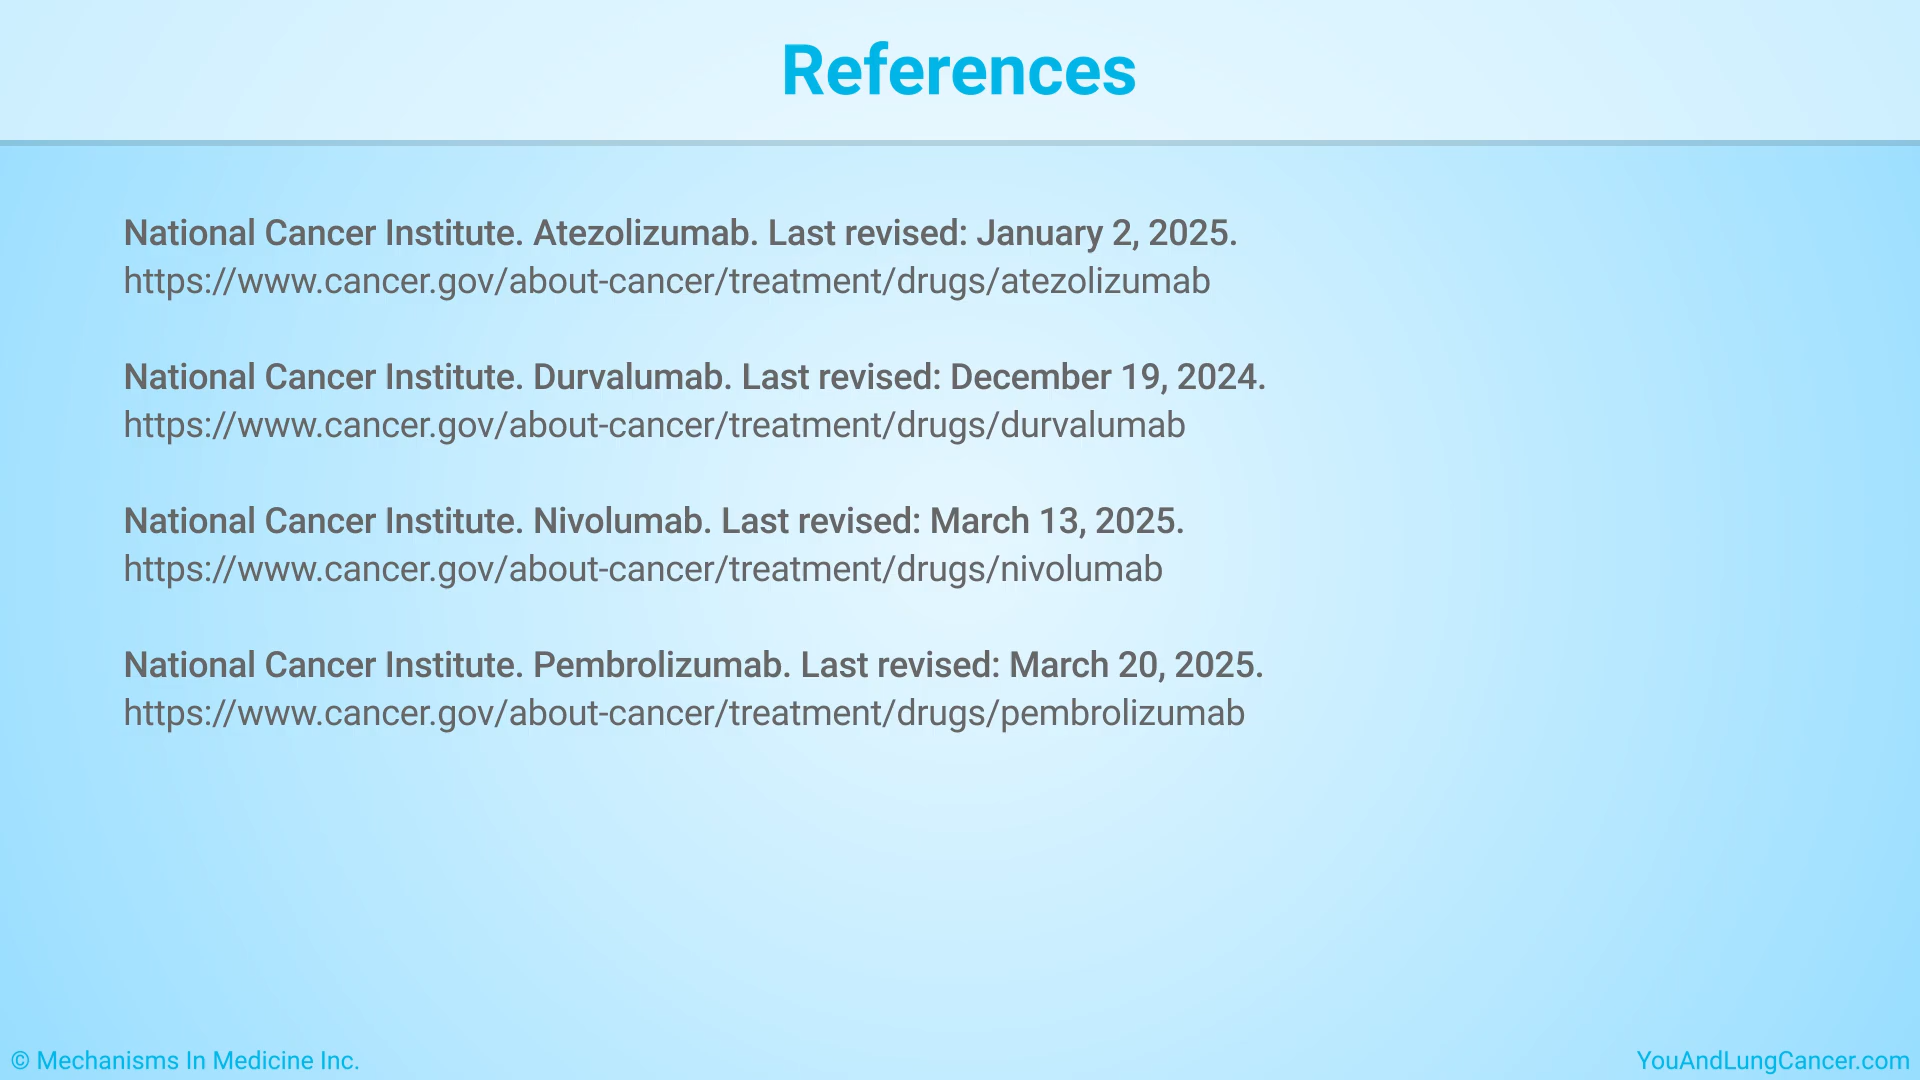 References
National Cancer Institute. Atezolizumab. Last revised: January 2, 2025.
https://www.cancer.gov/about-cancer/treatment/drugs/atezolizumab
National Cancer Institute. Durvalumab. Last revised: December 19, 2024.
https://www.cancer.gov/about-cancer/treatment/drugs/durvalumab
National Cancer Institute. Nivolumab. Last revised: March 13, 2025.
https://www.cancer.gov/about-cancer/treatment/drugs/nivolumab
National Cancer Institute. Pembrolizumab. Last revised: March 20, 2025.
https://www.cancer.gov/about-cancer/treatment/drugs/pembrolizumab
© Mechanisms In Medicine Inc.
YouAndLungCancer.com